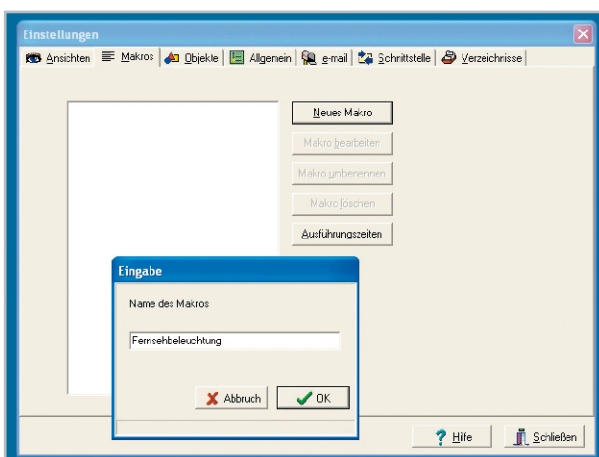 Einstellungen
Ansichten Makros Objekte Allgemein e-mail Schnittstelle Verzeichnisse
Neues Makro
Makro bearbeiten
Makro umbenennen
Makro löschen
Ausführungszeiten
Eingabe
Name des Makros
Fernsehbeleuchtung
Abbruch OK
Hilfe Schließen